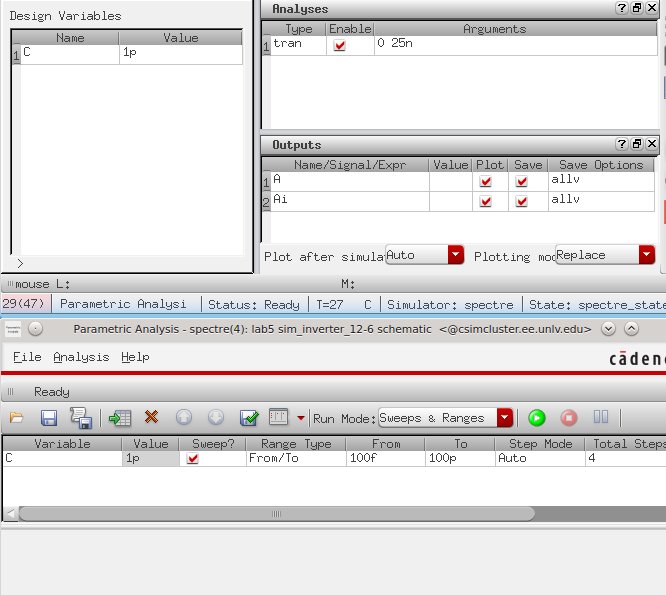 Design Variables
Name Value
1 C 1p
>
Analyses
Type Enable Arguments
1 tran 0 25n
Outputs
Name/Signal/Expr Value Plot Save Save Options
1 A allv
2 Ai allv
Plot after simula Auto Plotting mod Replace
mouse L: M:
29(47) Parametric Analysi Status: Ready T=27 C Simulator: spectre State: spectre_state
Parametric Analysis - spectre(4): lab5 sim_inverter_12-6 schematic <@csimcluster.ee.unlv.edu>
File Analysis Help
cādenc
Ready
Run Mode: Sweeps & Ranges
Variable Value Sweep? Range Type From To Step Mode Total Steps
C 1p From/To 100f 100p Auto 4